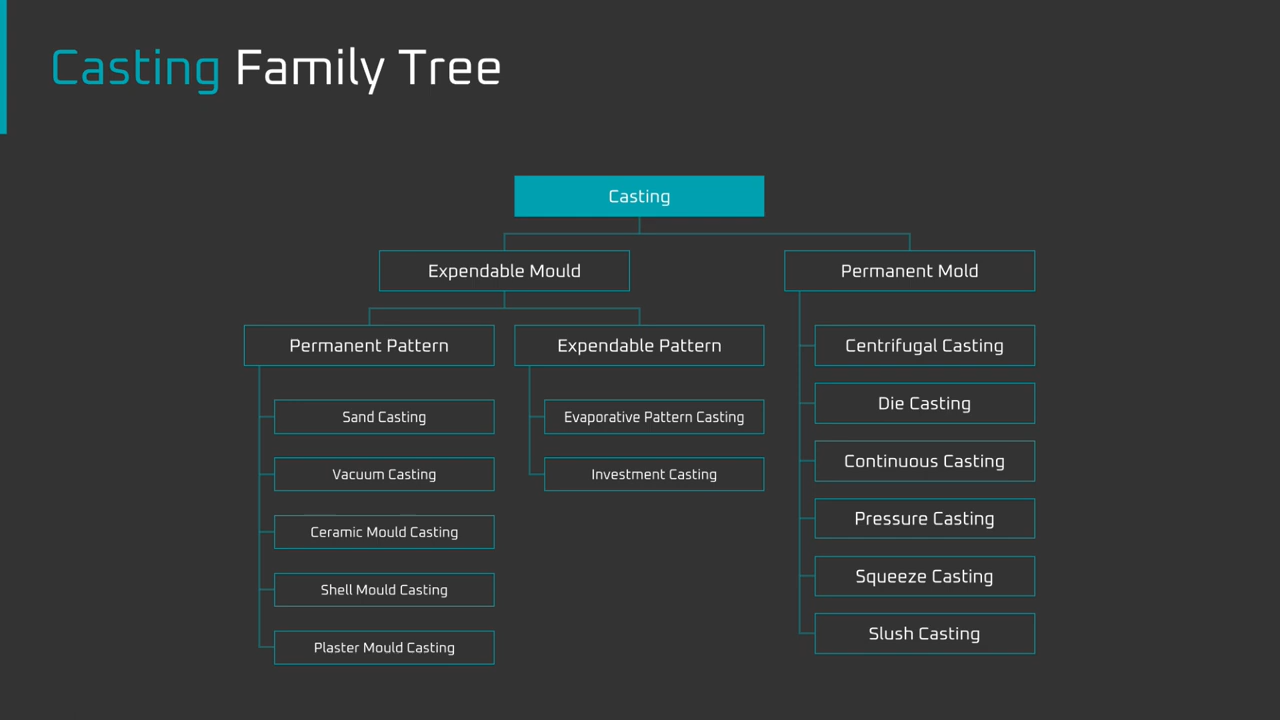 Casting Family Tree
Casting
Expendable Mould
Permanent Mold
Permanent Pattern
Expendable Pattern
Centrifugal Casting
Die Casting
Sand Casting
Evaporative Pattern Casting
Continuous Casting
Vacuum Casting
Investment Casting
Pressure Casting
Ceramic Mould Casting
Squeeze Casting
Shell Mould Casting
Slush Casting
Plaster Mould Casting